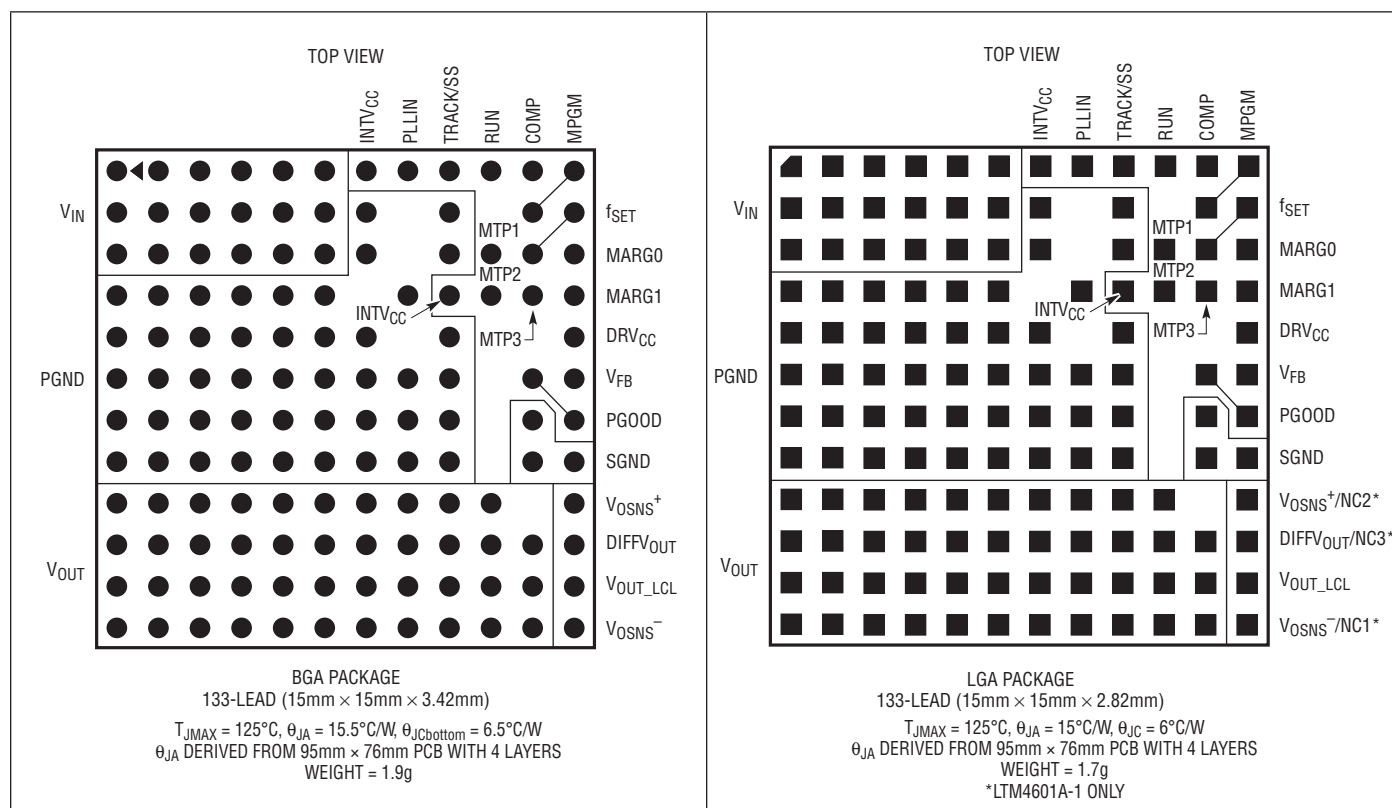 TOP VIEW
INTVCC
PLLIN
TRACK/SS
RUN
COMP
MPGM
VIN
fSET
MTP1
MARG0
MTP2
MARG1
INTVCC
MTP3
DRVCC
PGND
VFB
PGOOD
SGND
VOSNS+
DIFFVOUT
VOUT
VOUT_LCL
VOSNS–
BGA PACKAGE
133-LEAD (15mm × 15mm × 3.42mm)
TJMAX = 125°C, θJA = 15.5°C/W, θJCbottom = 6.5°C/W
θJA DERIVED FROM 95mm × 76mm PCB WITH 4 LAYERS
WEIGHT = 1.9g
TOP VIEW
INTVCC
PLLIN
TRACK/SS
RUN
COMP
MPGM
VIN
fSET
MTP1
MARG0
MTP2
MARG1
INTVCC
MTP3
DRVCC
PGND
VFB
PGOOD
SGND
VOSNS+/NC2*
DIFFVOUT/NC3*
VOUT
VOUT_LCL
VOSNS–/NC1*
LGA PACKAGE
133-LEAD (15mm × 15mm × 2.82mm)
TJMAX = 125°C, θJA = 15°C/W, θJC = 6°C/W
θJA DERIVED FROM 95mm × 76mm PCB WITH 4 LAYERS
WEIGHT = 1.7g
*LTM4601A-1 ONLY